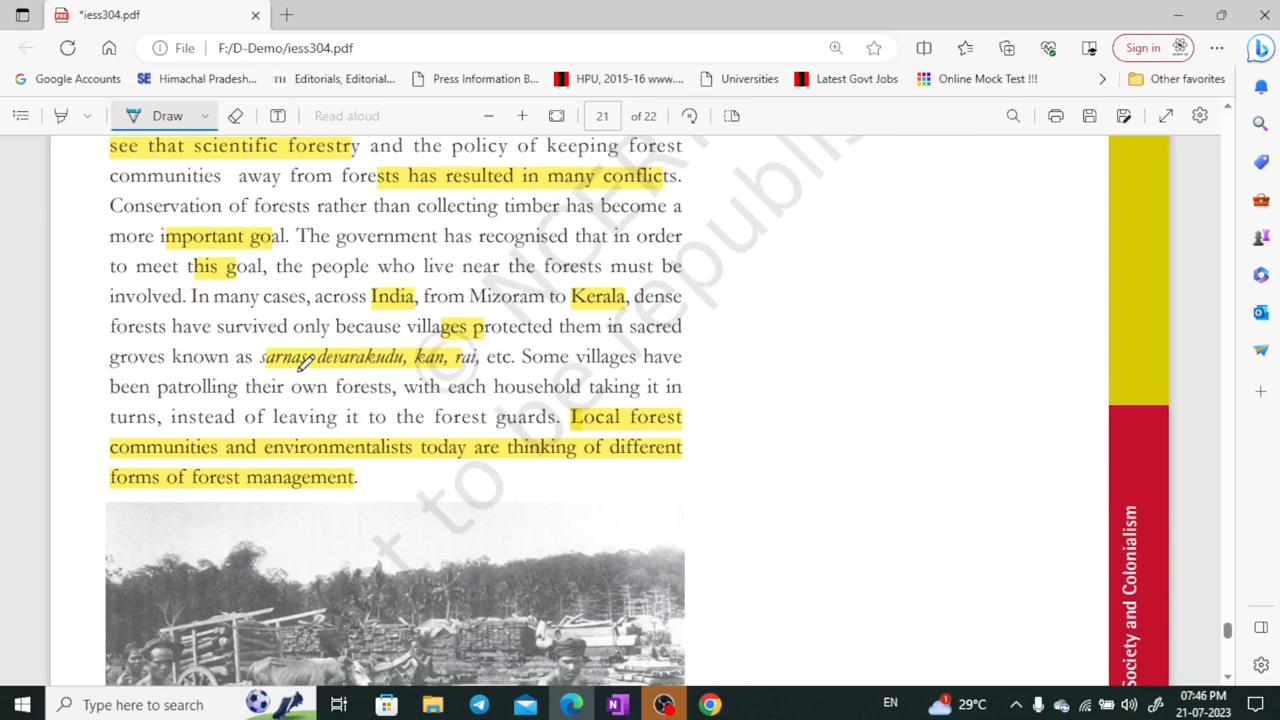 *iess304.pdf
File
F:/D-Demo/iess304.pdf
Sign in
Google Accounts
SE
Himachal Pradesh...
TH
Editorials, Editorial...
Press Information B...
HPU, 2015-16 www....
Universities
Latest Govt Jobs
Online Mock Test !!!
Other favorites
Draw
Read aloud
21
of 22
see that scientific forestry and the policy of keeping forest
communities away from forests has resulted in many conflicts.
Conservation of forests rather than collecting timber has become a
more important goal. The government has recognised that in order
to meet this goal, the people who live near the forests must be
involved. In many cases, across India, from Mizoram to Kerala, dense
forests have survived only because villages protected them in sacred
groves known as sarnas, devarakudu, kan, rai, etc. Some villages have
been patrolling their own forests, with each household taking it in
turns, instead of leaving it to the forest guards. Local forest
communities and environmentalists today are thinking of different
forms of forest management.
© NCER
t to be republi
Society and Colonialism
Type here to search
EN
1
29°C
07:46 PM
21-07-2023